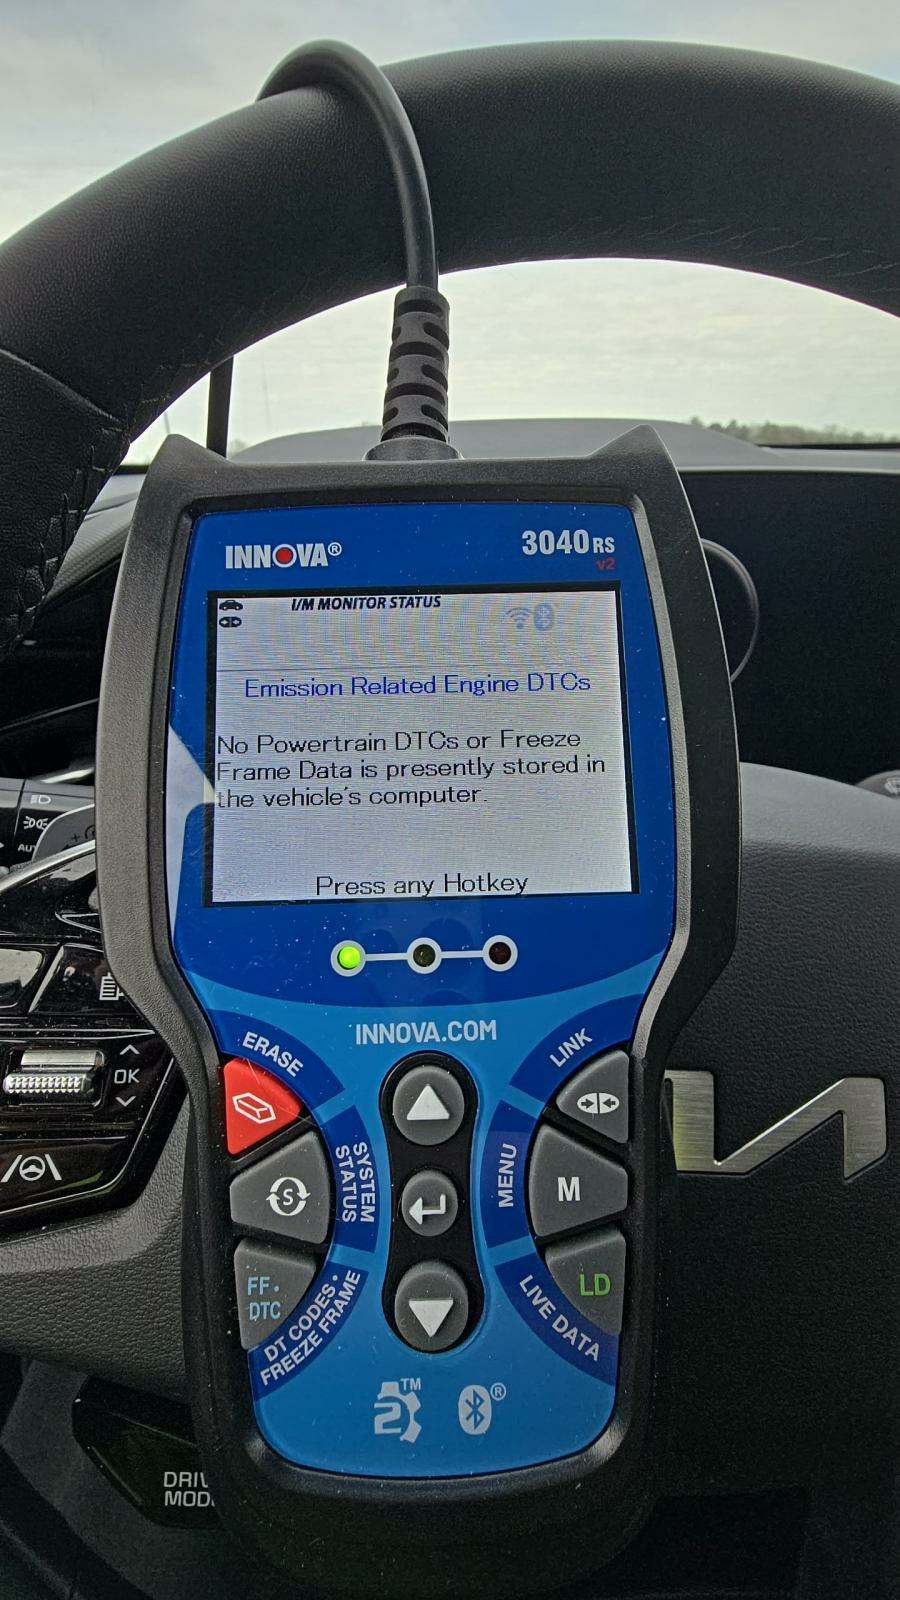 INNOVA®
3040RS
v2
I/M MONITOR STATUS
Emission Related Engine DTCs
No Powertrain DTCs or Freeze
Frame Data is presently stored in
the vehicle's computer.
Press any Hotkey
INNOVA.COM
ERASE
LINK
SYSTEM
STATUS
S
MENU
M
FF•
DTC
DT CODES•
FREEZE FRAME
LD
LIVE DATA
2™
®
OK